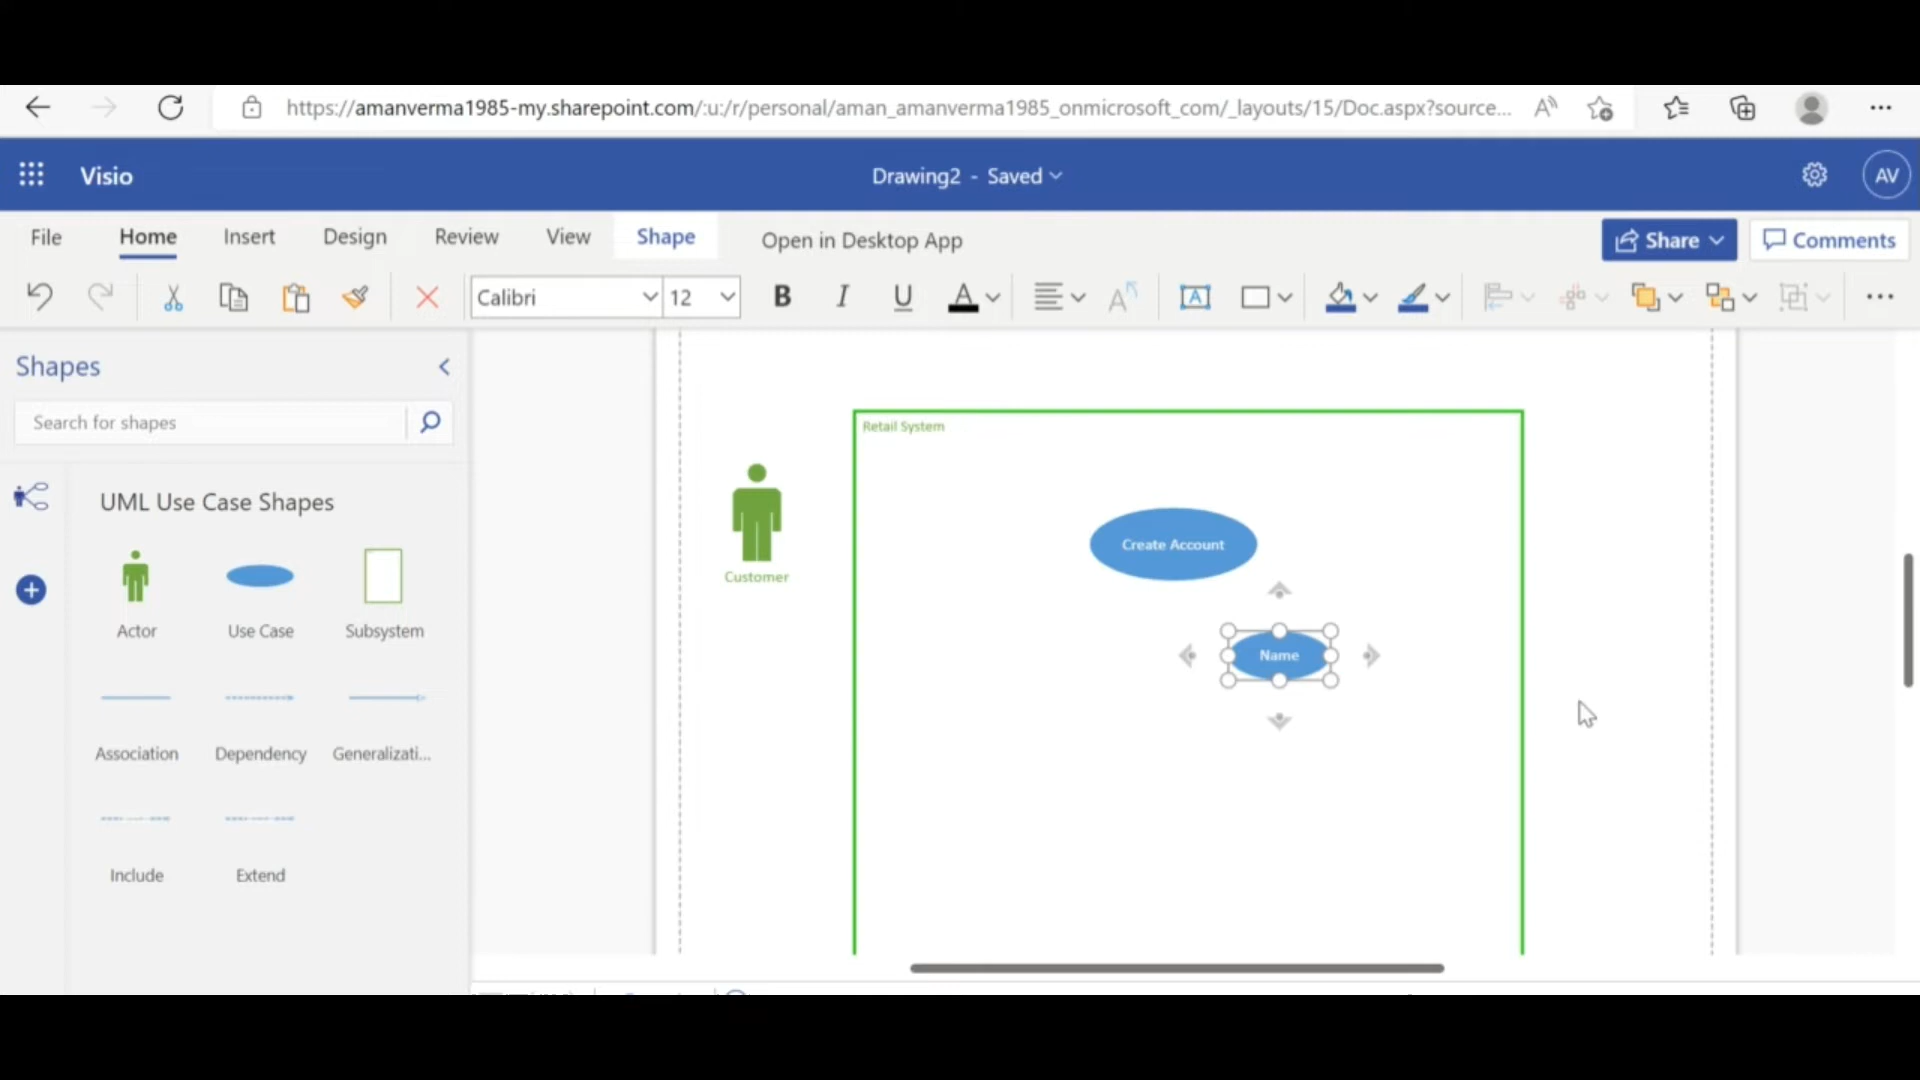 https://amanverma1985-my.sharepoint.com/:u:/r/personal/aman_amanverma1985_onmicrosoft_com/_layouts/15/Doc.aspx?source...
Visio
Drawing2 - Saved
AV
File Home Insert Design Review View Shape Open in Desktop App Share Comments
Calibri 12 B I U A A A
Shapes
Search for shapes
UML Use Case Shapes
Actor Use Case Subsystem
Association Dependency Generalizati...
Include Extend
Retail System
Customer
Create Account
Name